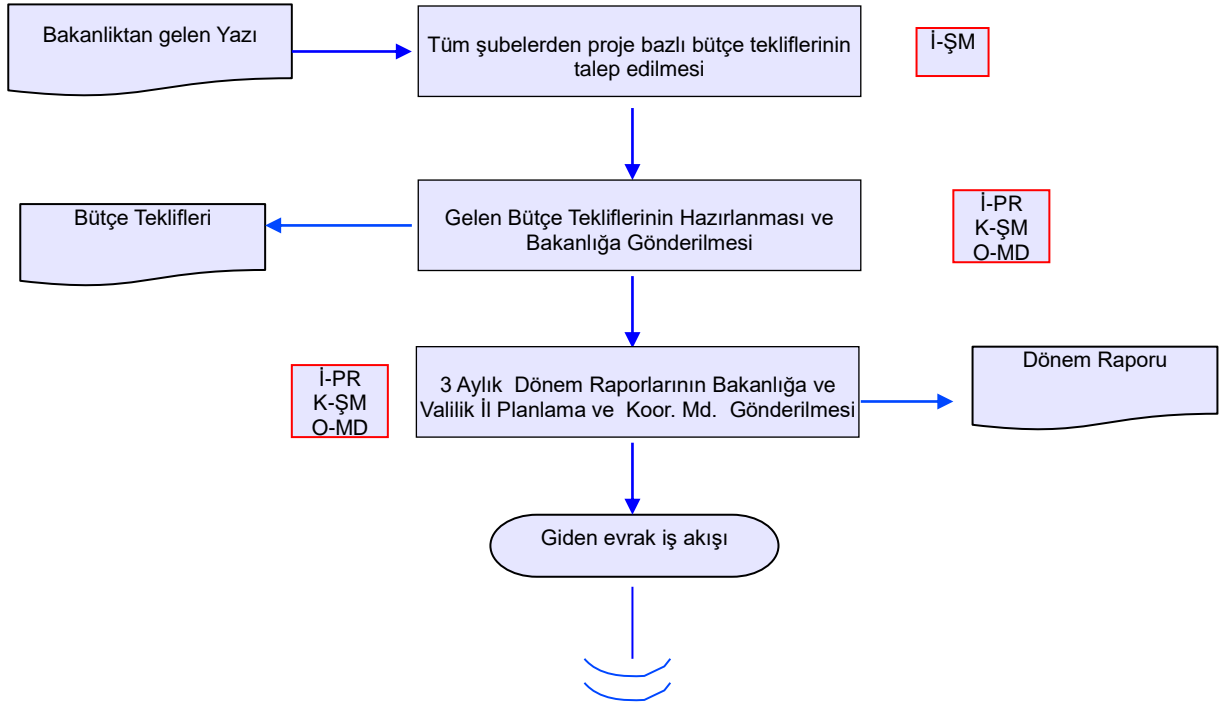 Bakanliktan gelen Yazı
Tüm şubelerden proje bazlı bütçe tekliflerinin
talep edilmesi
İ-ŞM
Bütçe Teklifleri
Gelen Bütçe Tekliflerinin Hazırlanması ve
Bakanlığa Gönderilmesi
İ-PR
K-ŞM
O-MD
İ-PR
K-ŞM
O-MD
3 Aylık Dönem Raporlarının Bakanlığa ve
Valilik İl Planlama ve Koor. Md. Gönderilmesi
Dönem Raporu
Giden evrak iş akışı